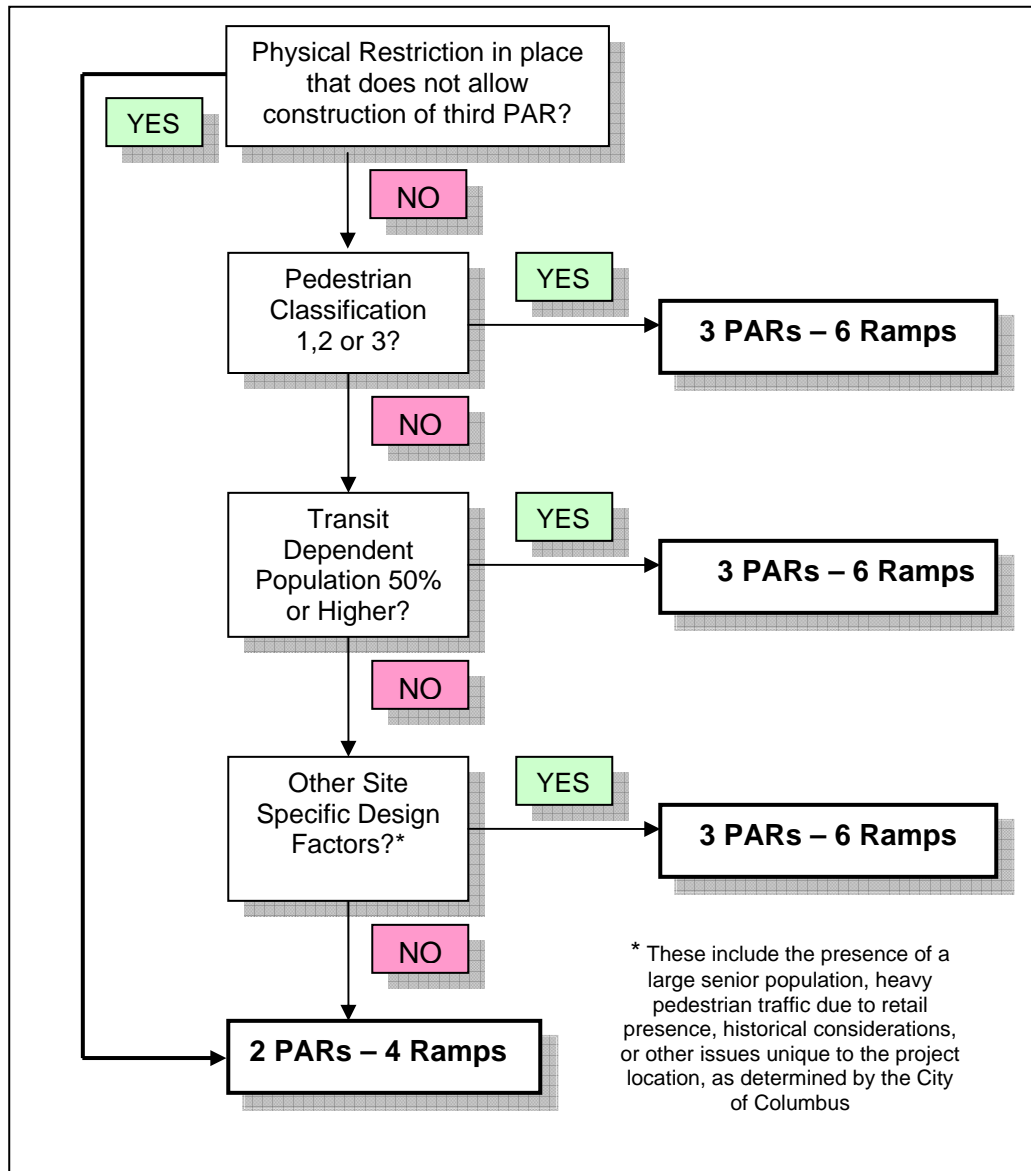 Physical Restriction in place
that does not allow
construction of third PAR?
YES
NO
Pedestrian
Classification
1,2 or 3?
YES
3 PARs – 6 Ramps
NO
Transit
Dependent
Population 50%
or Higher?
YES
3 PARs – 6 Ramps
NO
Other Site
Specific Design
Factors?*
YES
3 PARs – 6 Ramps
NO
2 PARs – 4 Ramps
* These include the presence of a
large senior population, heavy
pedestrian traffic due to retail
presence, historical considerations,
or other issues unique to the project
location, as determined by the City
of Columbus